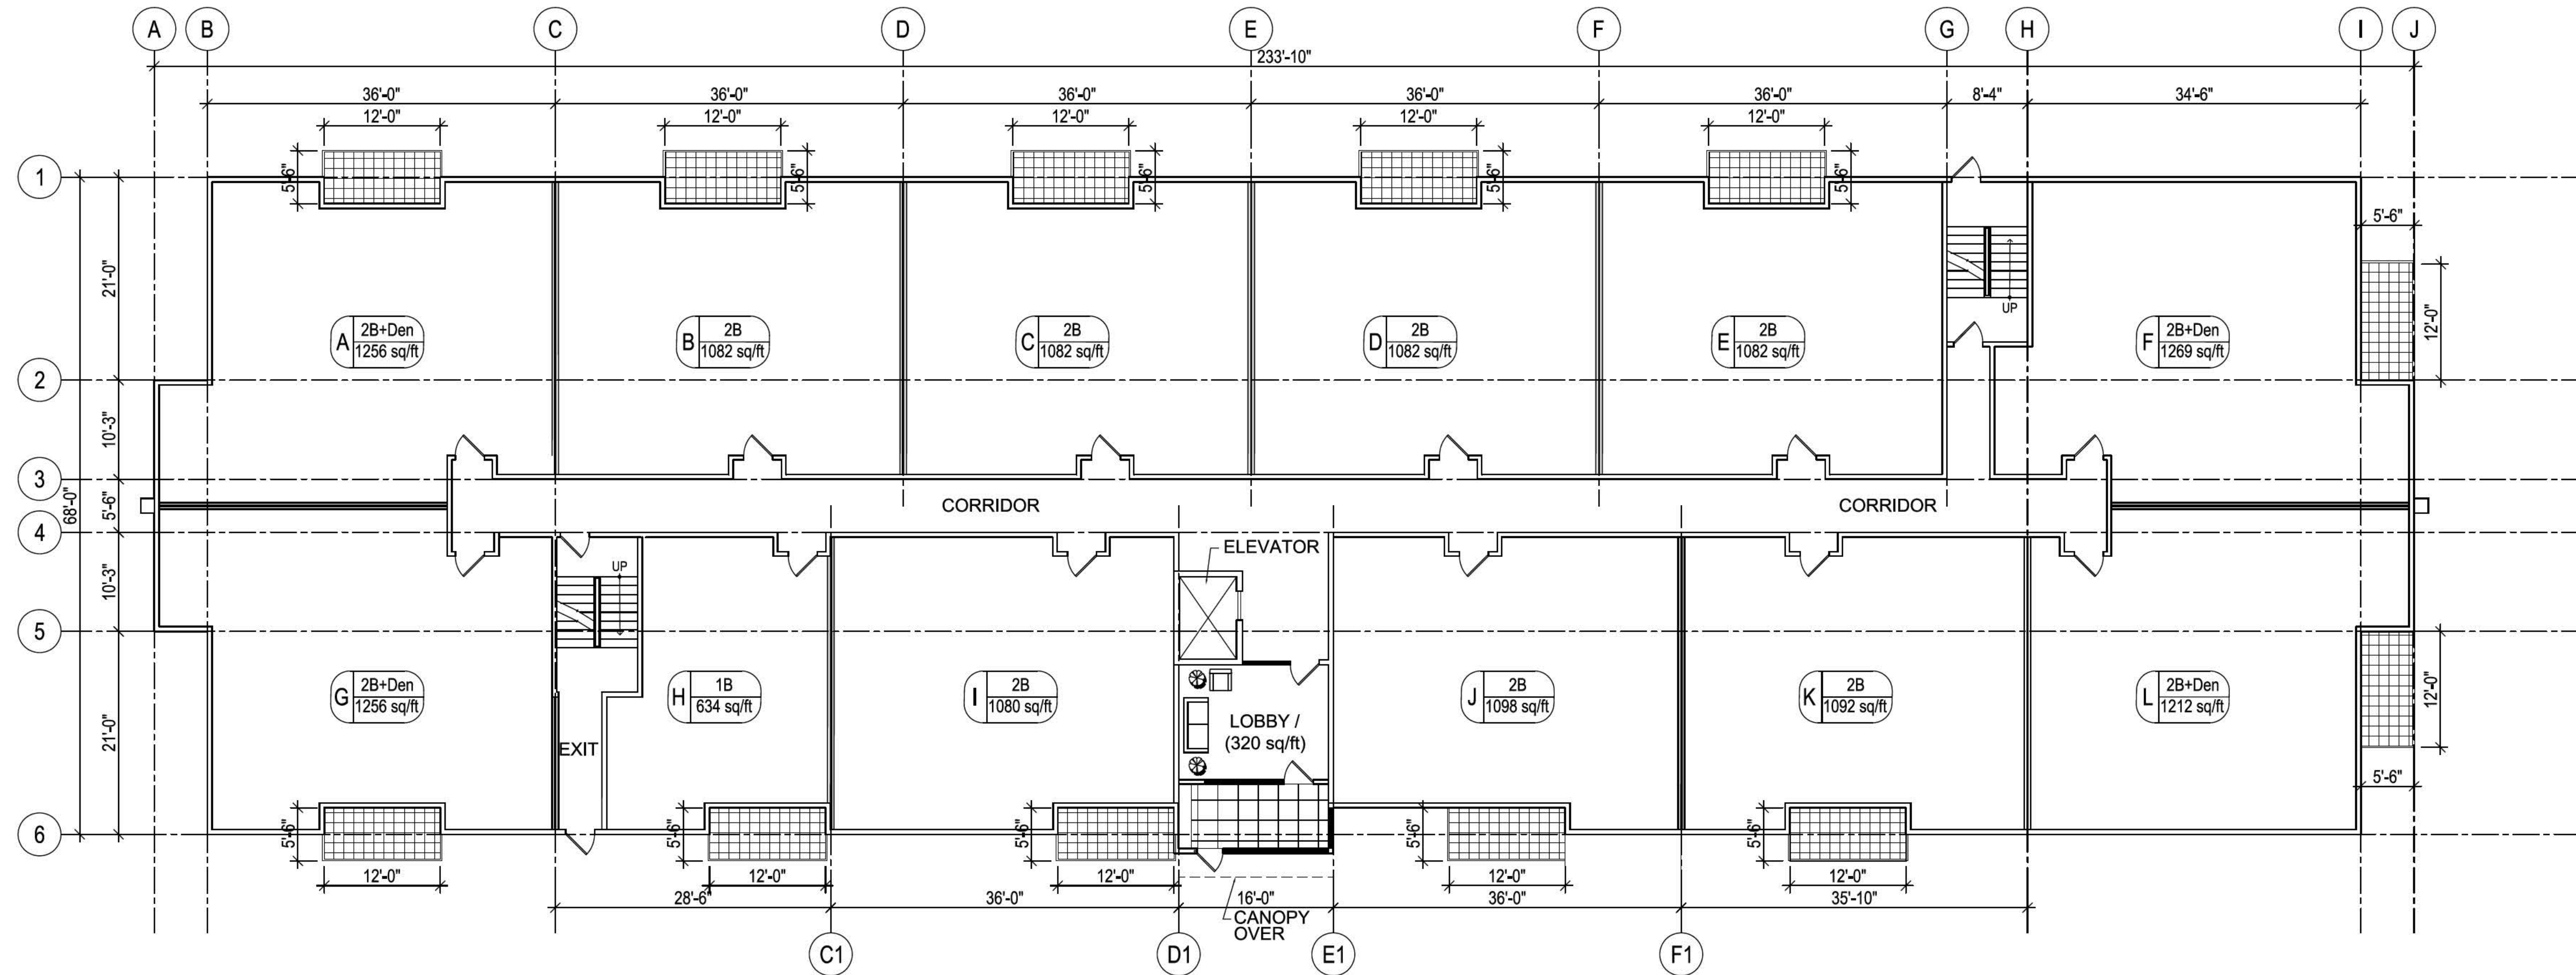 A B C D E F G H I J
233'-10"
36'-0" 36'-0" 36'-0" 36'-0" 36'-0" 8'-4" 34'-6"
12'-0" 12'-0" 12'-0" 12'-0" 12'-0"
5'-6" 5'-6" 5'-6" 5'-6" 5'-6"
1
5'-6"
21'-0"
12'-0"
UP
A 2B+Den 1256 sq/ft
B 2B 1082 sq/ft
C 2B 1082 sq/ft
D 2B 1082 sq/ft
E 2B 1082 sq/ft
F 2B+Den 1269 sq/ft
2
10'-3"
3
68'-0"
5'-6"
CORRIDOR CORRIDOR
4
ELEVATOR
UP
10'-3"
5
G 2B+Den 1256 sq/ft
H 1B 634 sq/ft
I 2B 1080 sq/ft
J 2B 1098 sq/ft
K 2B 1092 sq/ft
L 2B+Den 1212 sq/ft
12'-0"
21'-0"
LOBBY /
(320 sq/ft)
EXIT
5'-6"
6
5'-6" 5'-6" 5'-6" 5'-6" 5'-6"
12'-0" 12'-0" 12'-0" 12'-0" 12'-0"
28'-6" 36'-0" 16'-0" 36'-0" 35'-10"
CANOPY
OVER
C1 D1 E1 F1